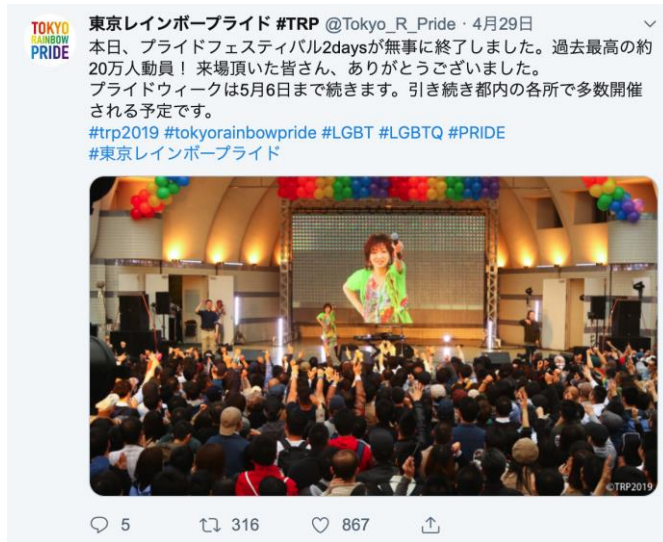 TOKYO
RAINBOW
PRIDE
東京レインボープライド #TRP @Tokyo_R_Pride · 4月29日
本日、プライドフェスティバル2daysが無事に終了しました。過去最高の約
20万人動員！ 来場頂いた皆さん、ありがとうございました。
プライドウィークは5月6日まで続きます。引き続き都内の各所で多数開催
される予定です。
#trp2019 #tokyorainbowpride #LGBT #LGBTQ #PRIDE
#東京レインボープライド
©TRP2019
5 316 867